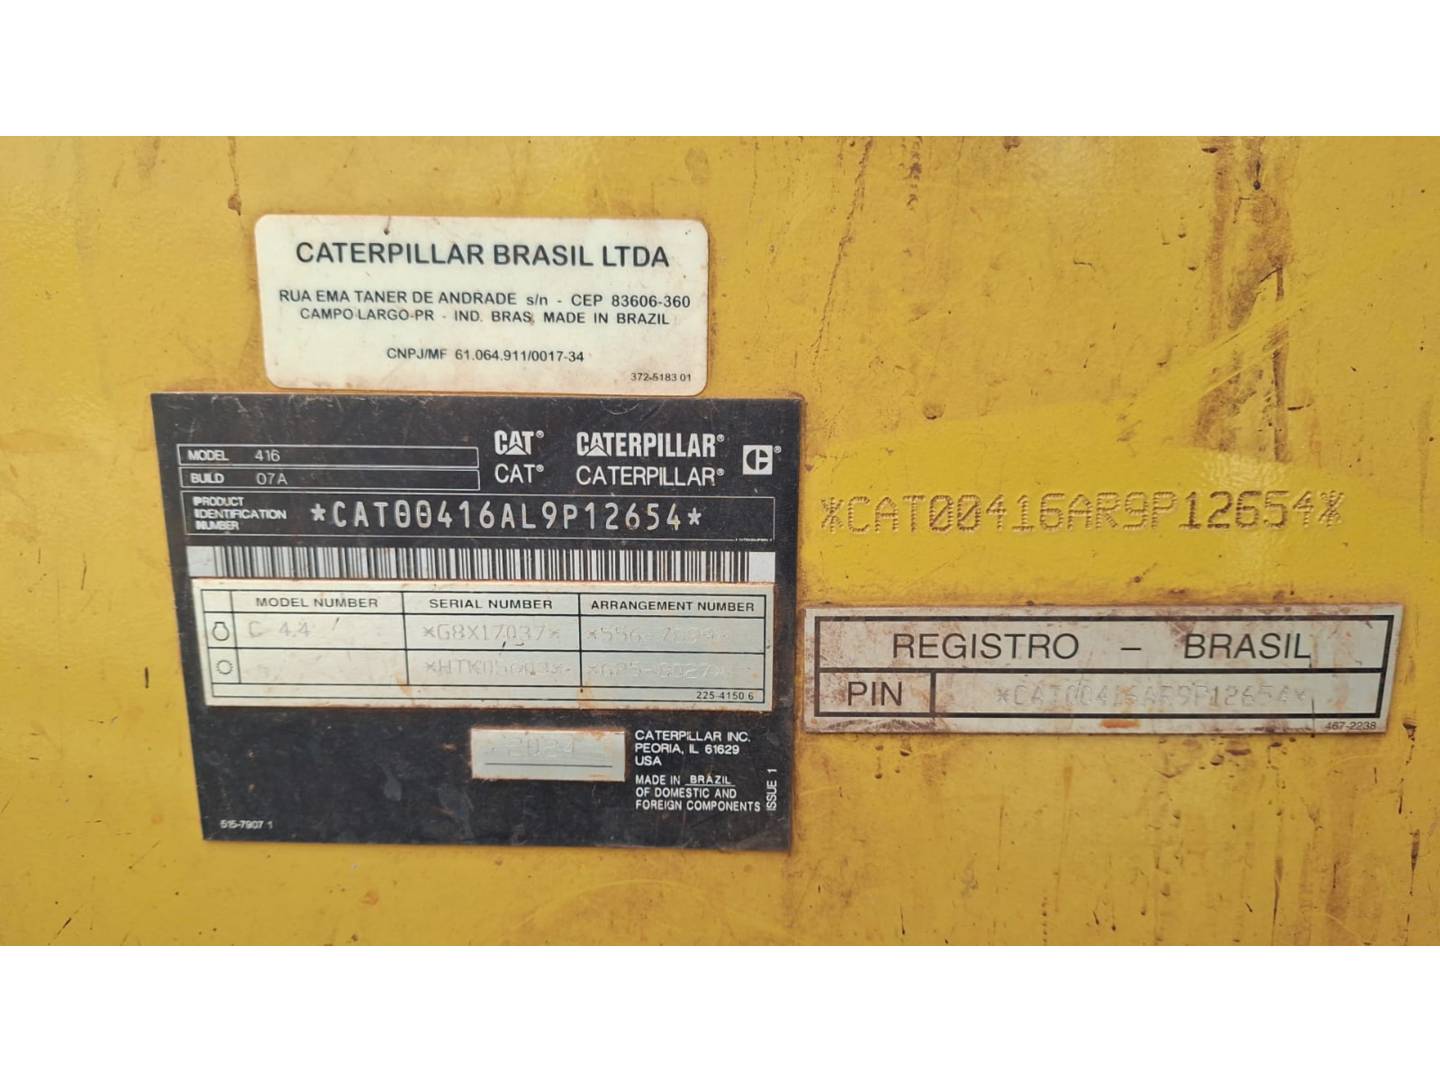 CATERPILLAR BRASIL LTDA
RUA EMA TANER DE ANDRADE s/n - CEP 83606-360
CAMPO LARGO-PR - IND. BRAS. MADE IN BRAZIL
CNPJ/MF 61.064.911/0017-34
372-5183 01
MODEL 416
BUILD 07A
CAT® CATERPILLAR®
CAT® CATERPILLAR®
PRODUCT IDENTIFICATION NUMBER *CAT00416AL9P12654*
MODEL NUMBER SERIAL NUMBER ARRANGEMENT NUMBER
C 4.4 *G8X17037*
225-4150 6
CATERPILLAR INC.
PEORIA, IL 61629
USA
MADE IN BRAZIL
OF DOMESTIC AND
FOREIGN COMPONENTS
ISSUE 1
515-7907 1
*CAT00416AR9P12654*
REGISTRO - BRASIL
PIN *CAT00416AR9P12654*
467-2238